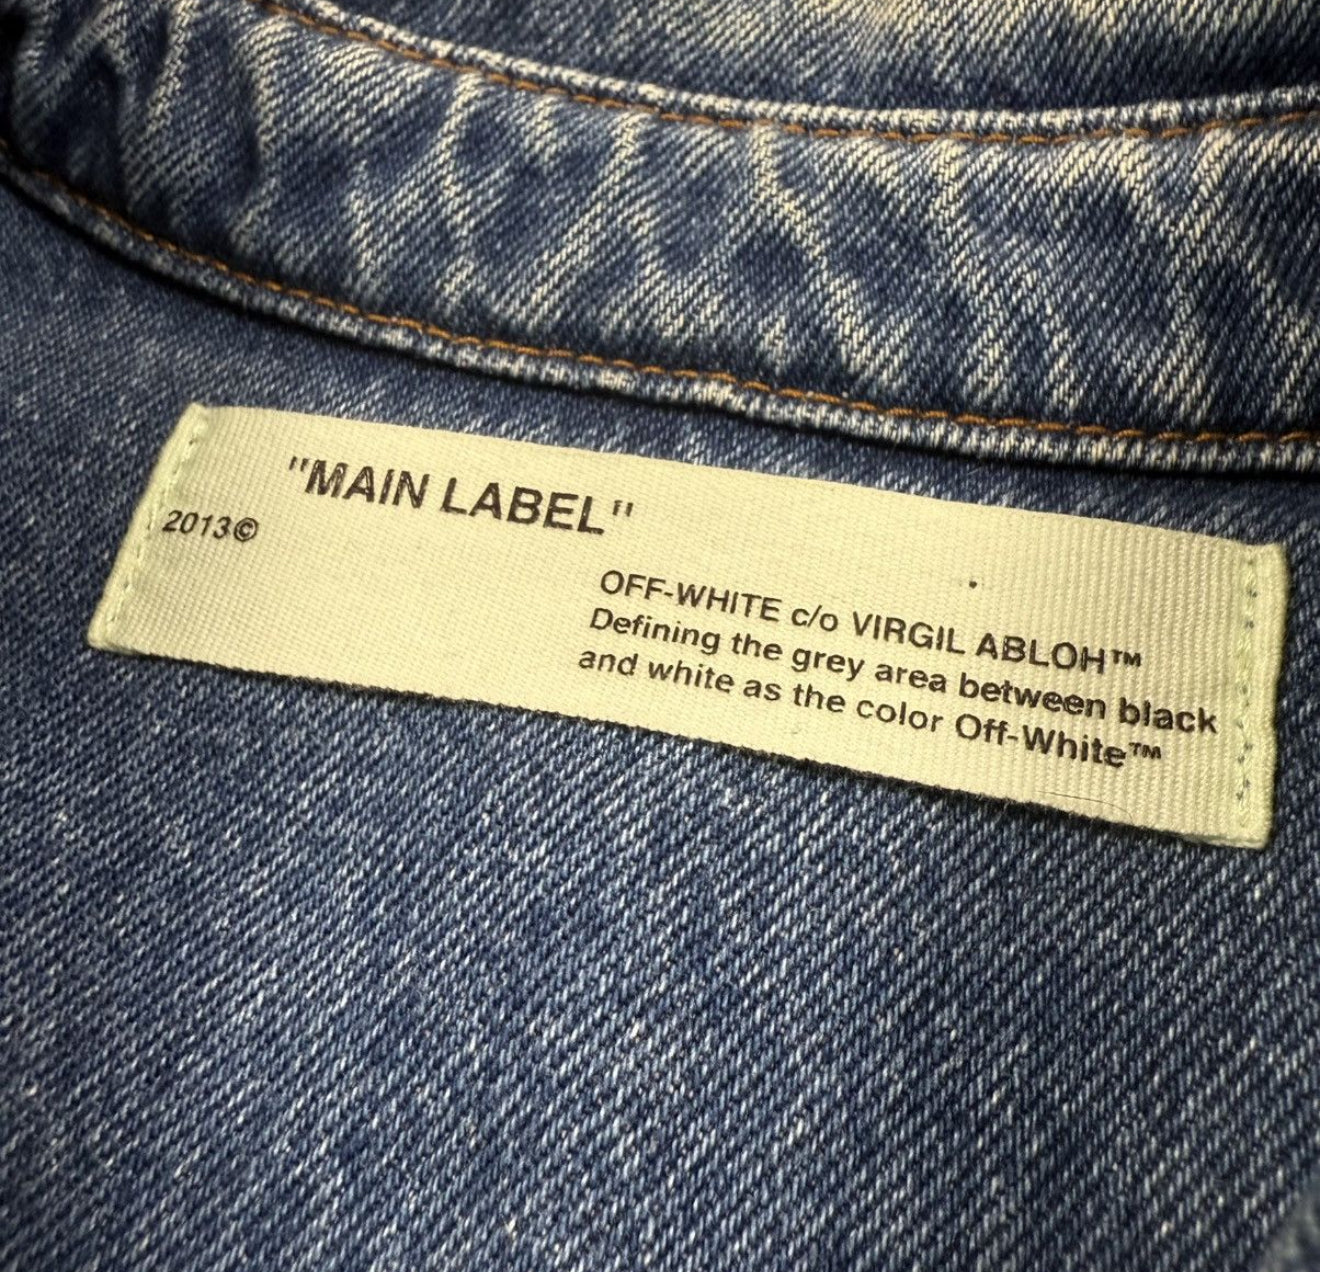 "MAIN LABEL"
2013©
OFF-WHITE c/o VIRGIL ABLOH™
Defining the grey area between black
and white as the color Off-White™